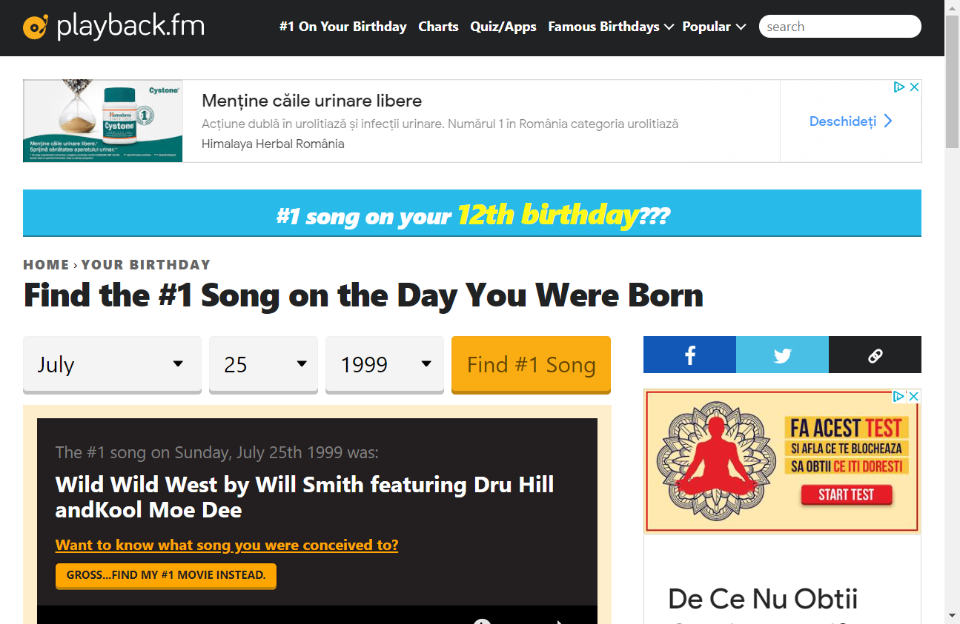 playback.fm
#1 On Your Birthday Charts Quiz/Apps Famous Birthdays Popular search
Cystone
Himalaya
Cystone
Menține căile urinare libere.
Menține căile urinare libere
Acțiune dublă în urolitiază și infecții urinare. Numărul 1 în România categoria urolitiază
Himalaya Herbal România
Deschideți
#1 song on your 12th birthday???
HOME › YOUR BIRTHDAY
Find the #1 Song on the Day You Were Born
July 25 1999 Find #1 Song
The #1 song on Sunday, July 25th 1999 was:
Wild Wild West by Will Smith featuring Dru Hill
andKool Moe Dee
Want to know what song you were conceived to?
GROSS...FIND MY #1 MOVIE INSTEAD.
FA ACEST TEST
SI AFLA CE TE BLOCHEAZA
SA OBTII CE ITI DORESTI
START TEST
De Ce Nu Obtii